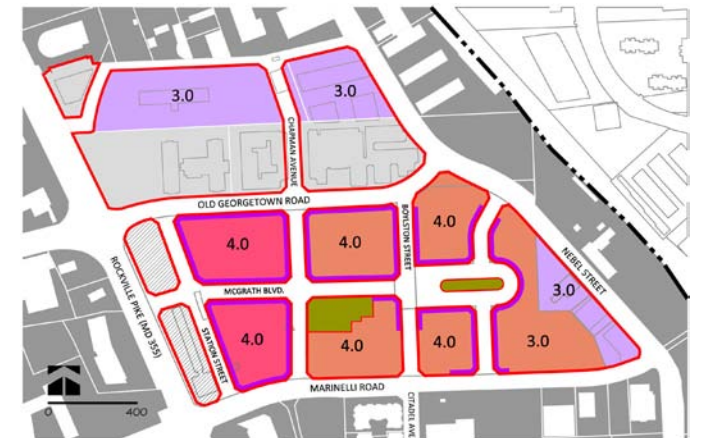 3.0
3.0
CHAPMAN AVENUE
OLD GEORGETOWN ROAD
4.0
4.0
BOYLSTON STREET
4.0
NEBEL STREET
ROCKVILLE PIKE (MD 355)
MCGRATH BLVD.
3.0
STATION STREET
4.0
4.0
4.0
3.0
MARINELLI ROAD
CITADEL AVE
0
400